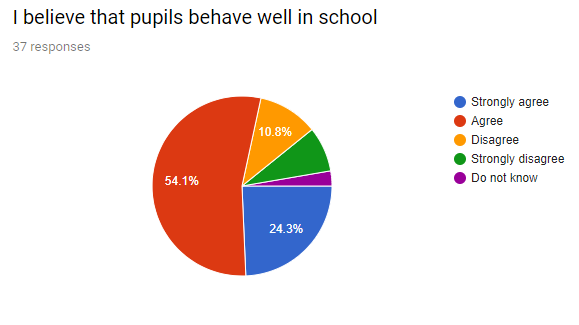 I believe that pupils behave well in school
37 responses
Strongly agree
Agree
Disagree
Strongly disagree
Do not know
10.8%
54.1%
24.3%